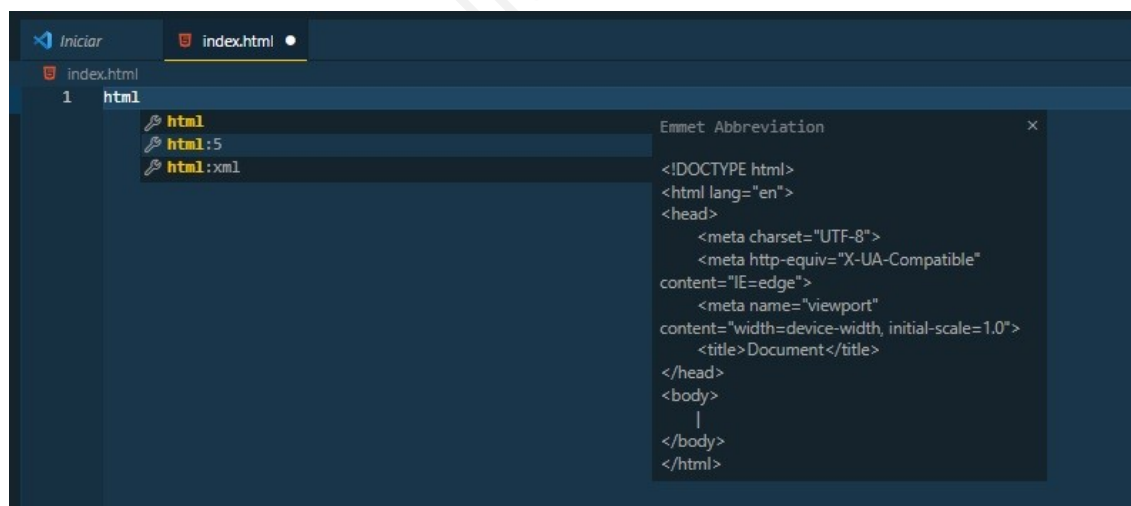 Iniciar
index.html
index.html
1 html
html
html:5
html:xml
Emmet Abbreviation
<!DOCTYPE html>
<html lang="en">
<head>
<meta charset="UTF-8">
<meta http-equiv="X-UA-Compatible"
content="IE=edge">
<meta name="viewport"
content="width=device-width, initial-scale=1.0">
<title>Document</title>
</head>
<body>
|
</body>
</html>